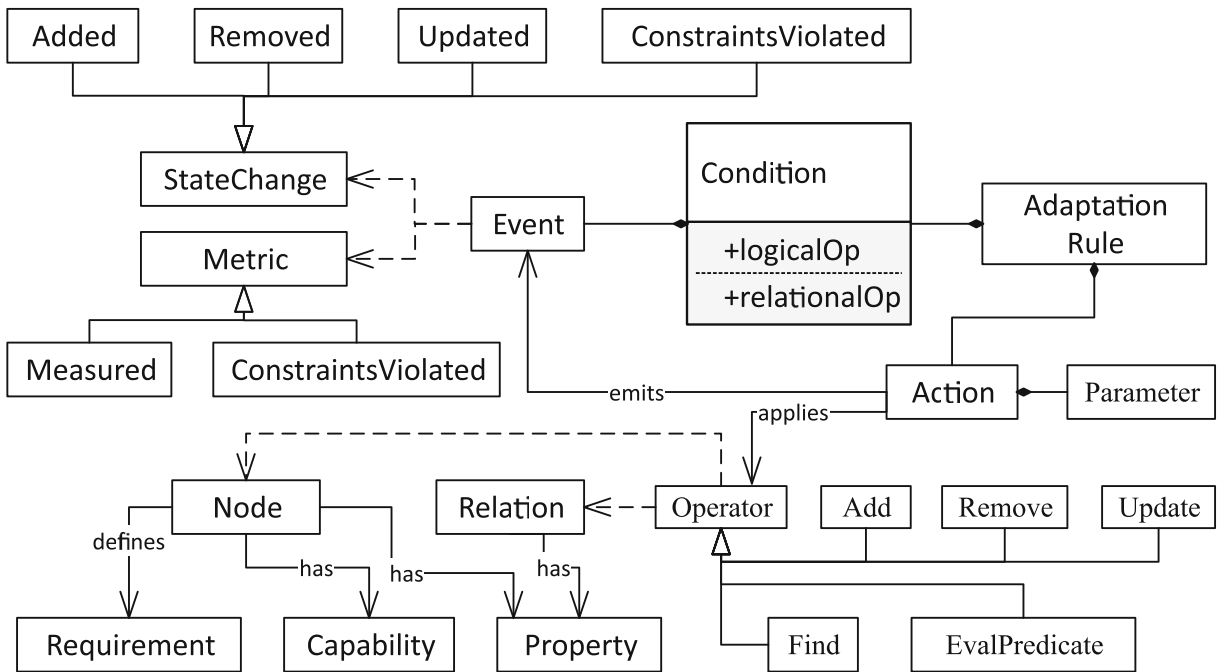 Added
Removed
Updated
ConstraintsViolated
StateChange
Condition
Adaptation
Rule
Event
Metric
+logicalOp
+relationalOp
Measured
ConstraintsViolated
emits
Action
Parameter
applies
Node
Relation
Operator
Add
Remove
Update
defines
has
has
has
Requirement
Capability
Property
Find
EvalPredicate